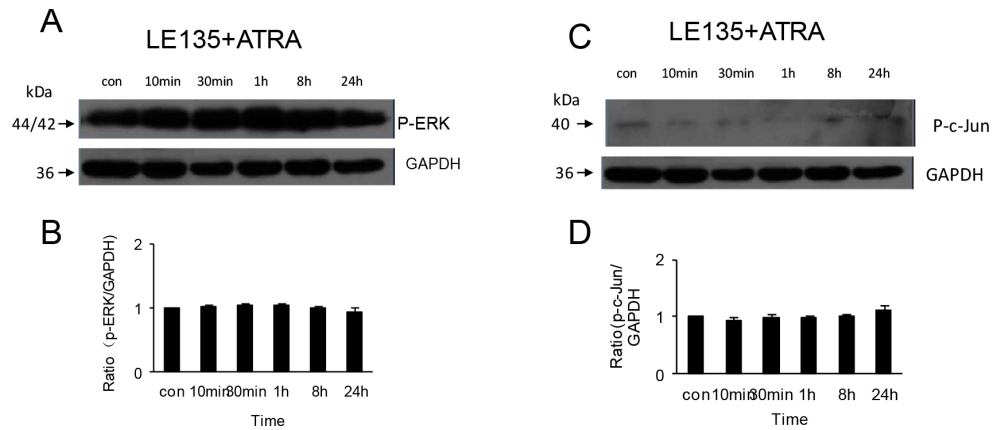 A
LE135+ATRA
con 10min 30min 1h 8h 24h
kDa
44/42 P-ERK
36 GAPDH
B
Ratio （p-ERK/GAPDH)
2
1
0
con 10min 30min 1h 8h 24h
Time
C
LE135+ATRA
con 10min 30min 1h 8h 24h
kDa
40 P-c-Jun
36 GAPDH
D
Ratio(p-c-Jun/
GAPDH
2
1
0
con 10min 30min 1h 8h 24h
Time